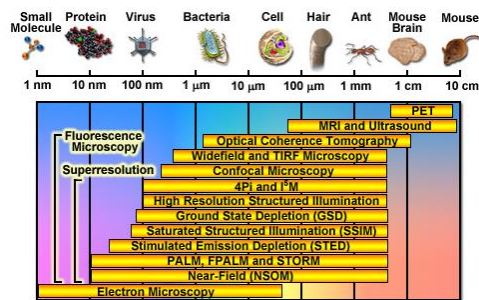 Small Molecule
Protein
Virus
Bacteria
Cell
Hair
Ant
Mouse Brain
Mouse
1 nm
10 nm
100 nm
1 μm
10 μm
100 μm
1 mm
1 cm
10 cm
PET
MRI and Ultrasound
Optical Coherence Tomography
Widefield and TIRF Microscopy
Confocal Microscopy
4Pi and I⁵M
High Resolution Structured Illumination
Ground State Depletion (GSD)
Saturated Structured Illumination (SSIM)
Stimulated Emission Depletion (STED)
PALM, FPALM and STORM
Near-Field (NSOM)
Electron Microscopy
Fluorescence
Microscopy
Superresolution